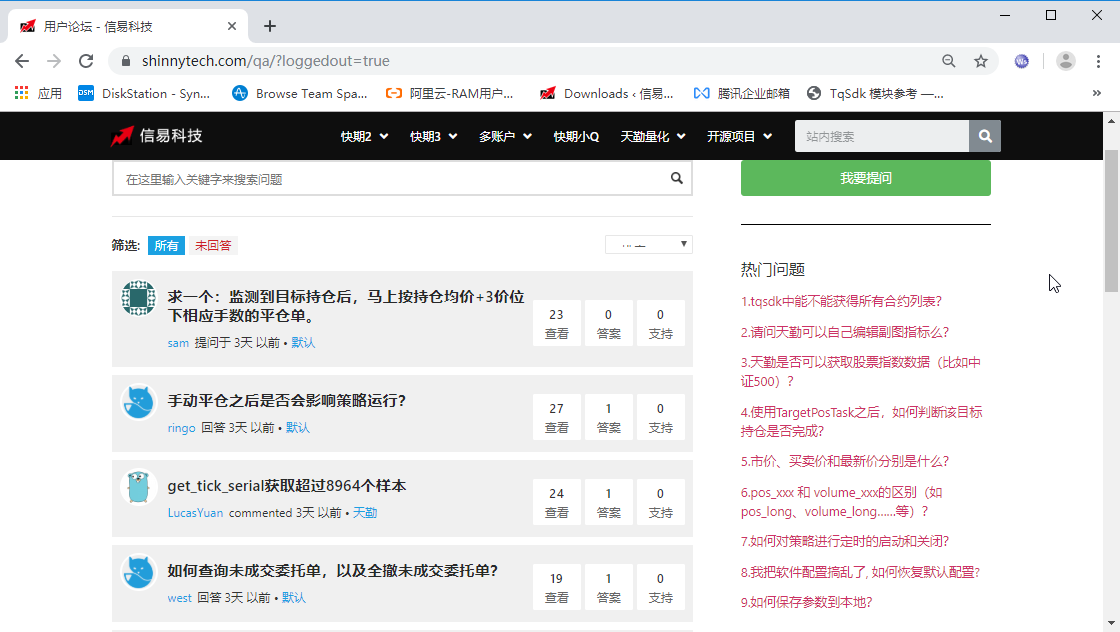 用户论坛 - 信易科技
shinnytech.com/qa/?loggedout=true
应用
DSM
DiskStation - Syn...
Browse Team Spa...
阿里云-RAM用户...
Downloads ‹ 信易...
腾讯企业邮箱
TqSdk 模块参考 —...
信易科技
快期2
快期3
多账户
快期小Q
天勤量化
开源项目
站内搜索
在这里输入关键字来搜索问题
我要提问
筛选: 所有 未回答
求一个：监测到目标持仓后，马上按持仓均价+3价位
下相应手数的平仓单。
sam 提问于 3天 以前 • 默认
23 0 0
查看 答案 支持
手动平仓之后是否会影响策略运行？
ringo 回答 3天 以前 • 默认
27 1 0
查看 答案 支持
get_tick_serial获取超过8964个样本
LucasYuan commented 3天 以前 • 天勤
24 1 0
查看 答案 支持
如何查询未成交委托单，以及全撤未成交委托单？
west 回答 3天 以前 • 默认
19 1 0
查看 答案 支持
热门问题
1.tqsdk中能不能获得所有合约列表?
2.请问天勤可以自己编辑副图指标么？
3.天勤是否可以获取股票指数数据（比如中
证500）？
4.使用TargetPosTask之后，如何判断该目标
持仓是否完成？
5.市价、买卖价和最新价分别是什么？
6.pos_xxx 和 volume_xxx的区别（如
pos_long、volume_long......等）？
7.如何对策略进行定时的启动和关闭？
8.我把软件配置搞乱了, 如何恢复默认配置?
9.如何保存参数到本地？